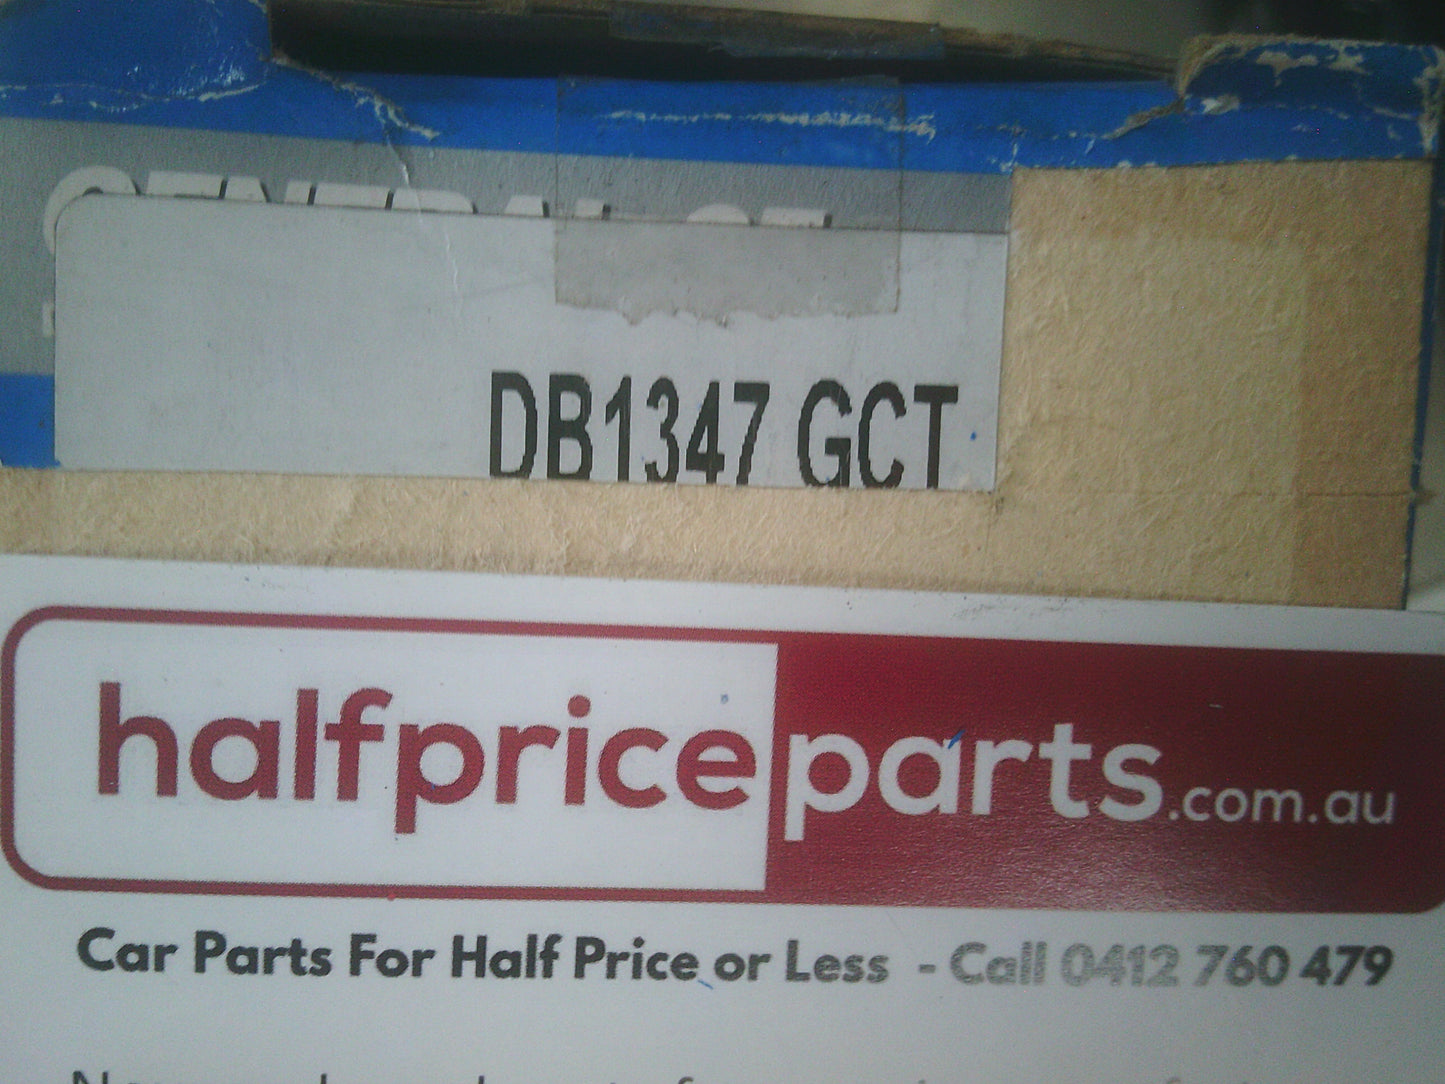 DB1347 GCT
halfpriceparts.com.au
Car Parts For Half Price or Less - Call 0412 760 479